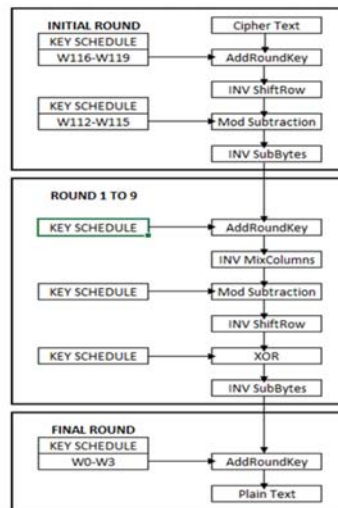 INITIAL ROUND
Cipher Text
KEY SCHEDULE
W116-W119
AddRoundKey
INV ShiftRow
KEY SCHEDULE
W112-W115
Mod Subtraction
INV SubBytes
ROUND 1 TO 9
KEY SCHEDULE
AddRoundKey
INV MixColumns
KEY SCHEDULE
Mod Subtraction
INV ShiftRow
KEY SCHEDULE
XOR
INV SubBytes
FINAL ROUND
KEY SCHEDULE
W0-W3
AddRoundKey
Plain Text